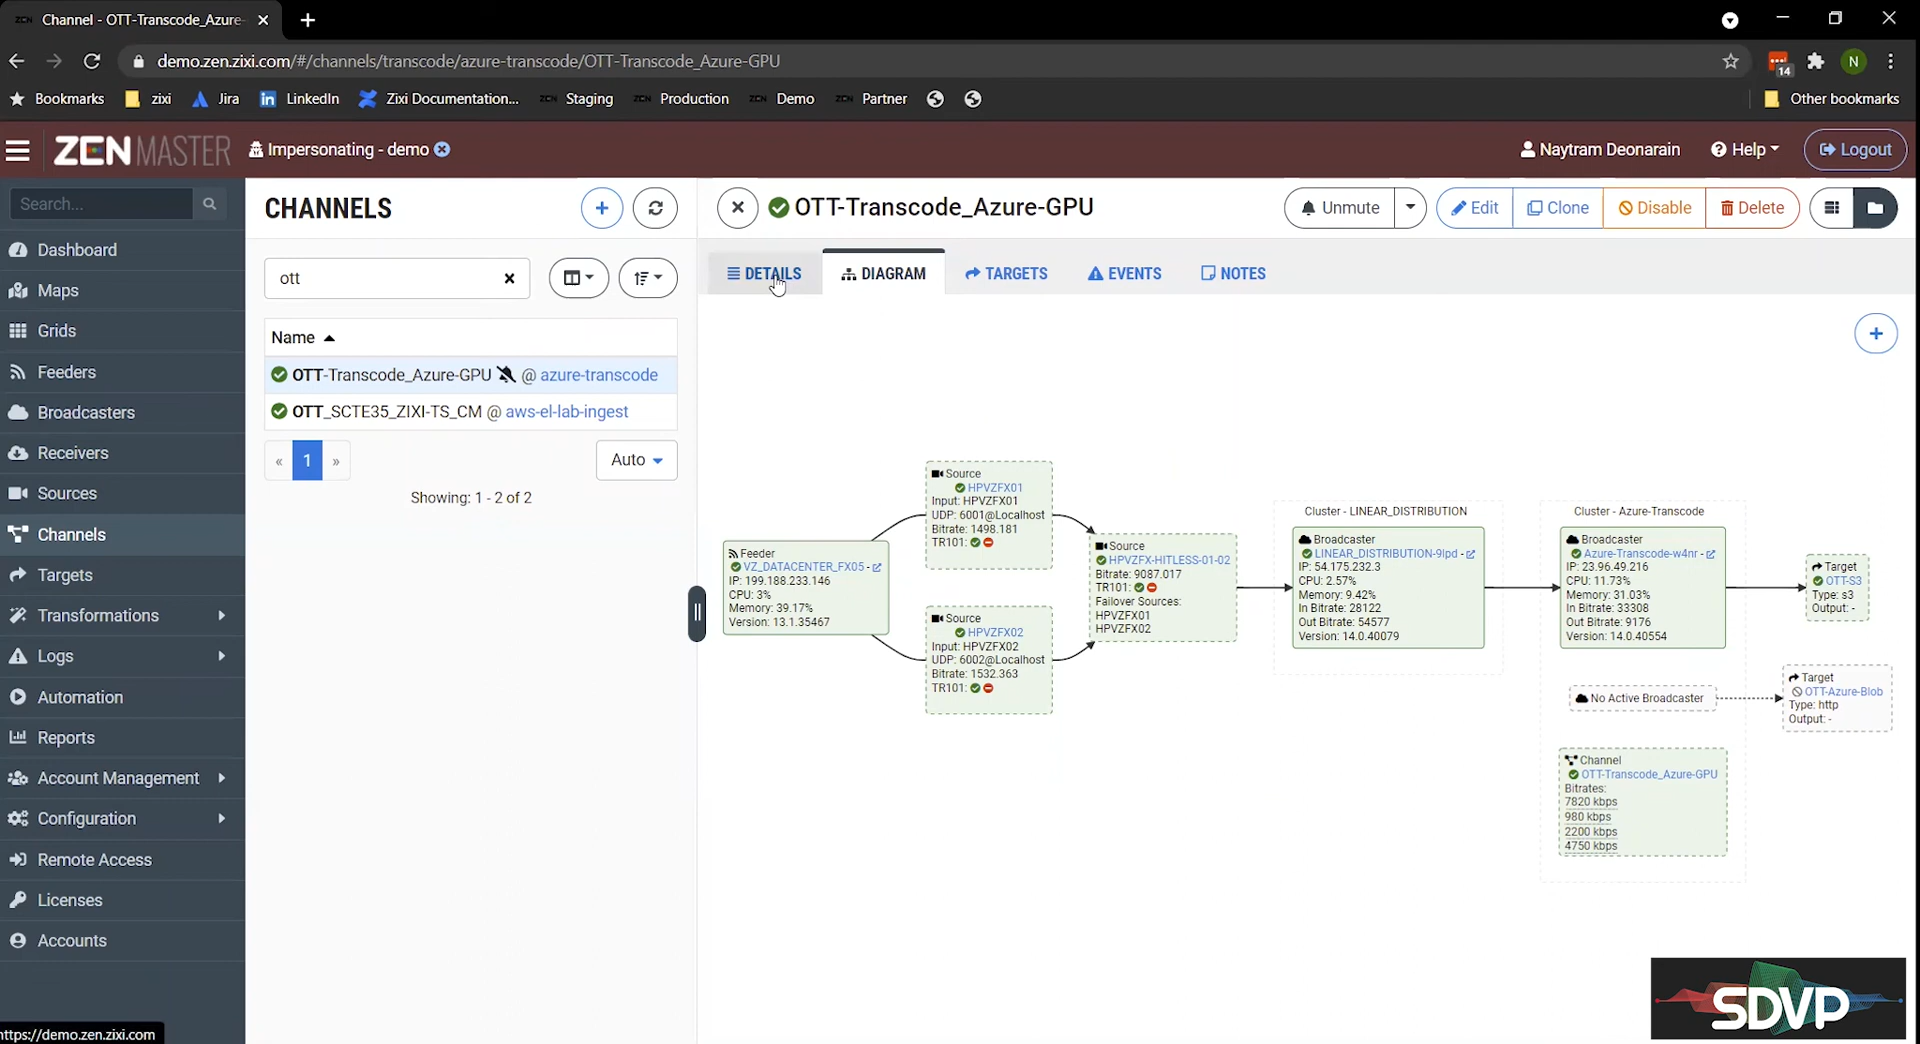 Channel - OTT-Transcode_Azure-
demo.zen.zixi.com/#/channels/transcode/azure-transcode/OTT-Transcode_Azure-GPU
14
N
Bookmarks
zixi
Jira
LinkedIn
Zixi Documentation...
Staging
Production
Demo
Partner
Other bookmarks
ZEN MASTER
Impersonating - demo
Naytram Deonarain
Help
Logout
Search...
Dashboard
Maps
Grids
Feeders
Broadcasters
Receivers
Sources
Channels
Targets
Transformations
Logs
Automation
Reports
Account Management
Configuration
Remote Access
Licenses
Accounts
https://demo.zen.zixi.com
CHANNELS
ott
Name
OTT-Transcode_Azure-GPU @ azure-transcode
OTT_SCTE35_ZIXI-TS_CM @ aws-el-lab-ingest
« 1 »
Auto
Showing: 1 - 2 of 2
OTT-Transcode_Azure-GPU
Unmute
Edit
Clone
Disable
Delete
DETAILS
DIAGRAM
TARGETS
EVENTS
NOTES
Feeder
VZ_DATACENTER_FX05 -
IP: 199.188.233.146
CPU: 3%
Memory: 39.17%
Version: 13.1.35467
Source
HPVZFX01
Input: HPVZFX01
UDP: 6001@Localhost
Bitrate: 1498.181
TR101:
Source
HPVZFX02
Input: HPVZFX02
UDP: 6002@Localhost
Bitrate: 1532.363
TR101:
Source
HPVZFX-HITLESS-01-02
Bitrate: 9087.017
TR101:
Failover Sources:
HPVZFX01
HPVZFX02
Cluster - LINEAR_DISTRIBUTION
Broadcaster
LINEAR_DISTRIBUTION-9lpd -
IP: 54.175.232.3
CPU: 2.57%
Memory: 9.42%
In Bitrate: 28122
Out Bitrate: 54577
Version: 14.0.40079
Cluster - Azure-Transcode
Broadcaster
Azure-Transcode-w4nr -
IP: 23.96.49.216
CPU: 11.73%
Memory: 31.03%
In Bitrate: 33308
Out Bitrate: 9176
Version: 14.0.40554
Target
OTT-S3
Type: s3
Output: -
No Active Broadcaster
Target
OTT-Azure-Blob
Type: http
Output: -
Channel
OTT-Transcode_Azure-GPU
Bitrates:
7820 kbps
980 kbps
2200 kbps
4750 kbps
SDVP